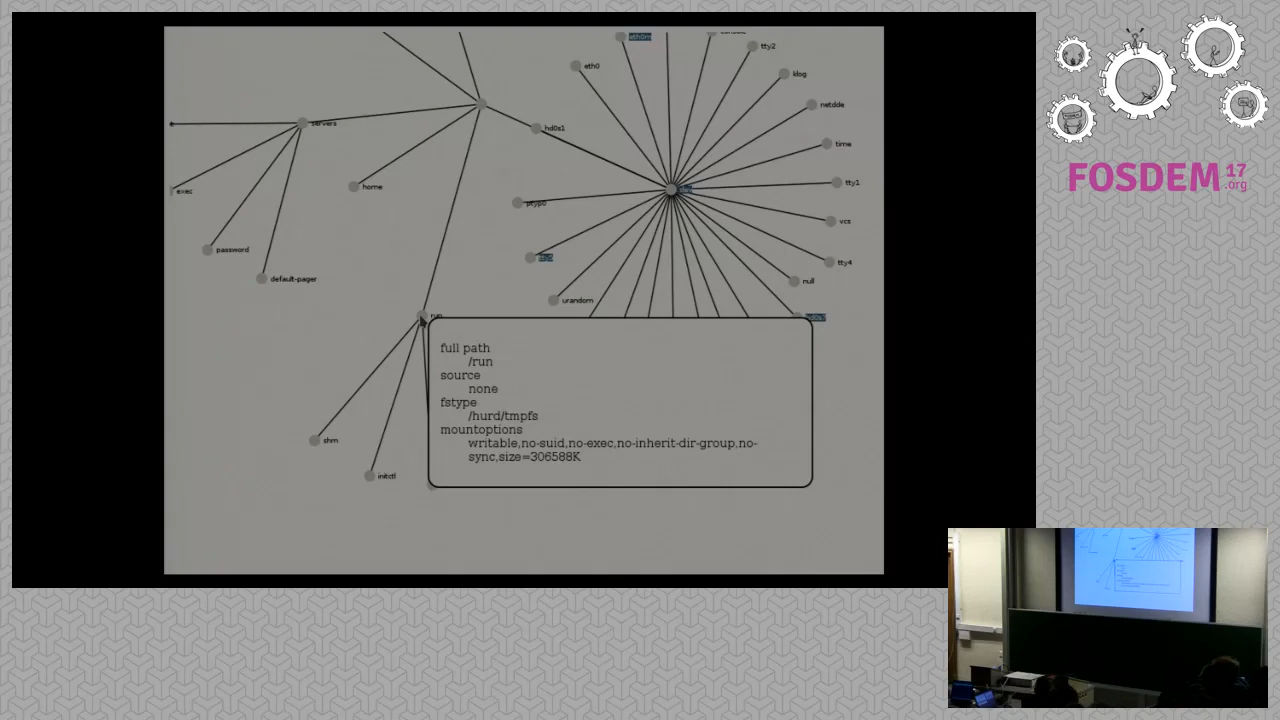 eth0m
tty2
eth0
klog
netdde
servers
hd0s1
time
exec
home
tty1
ptyp0
vcs
password
tty4
default-pager
null
urandom
run
full path
/run
source
none
fstype
/hurd/tmpfs
mountoptions
writable,no-suid,no-exec,no-inherit-dir-group,no-
sync,size=306588K
shm
initctl
FOSDEM 17
.org